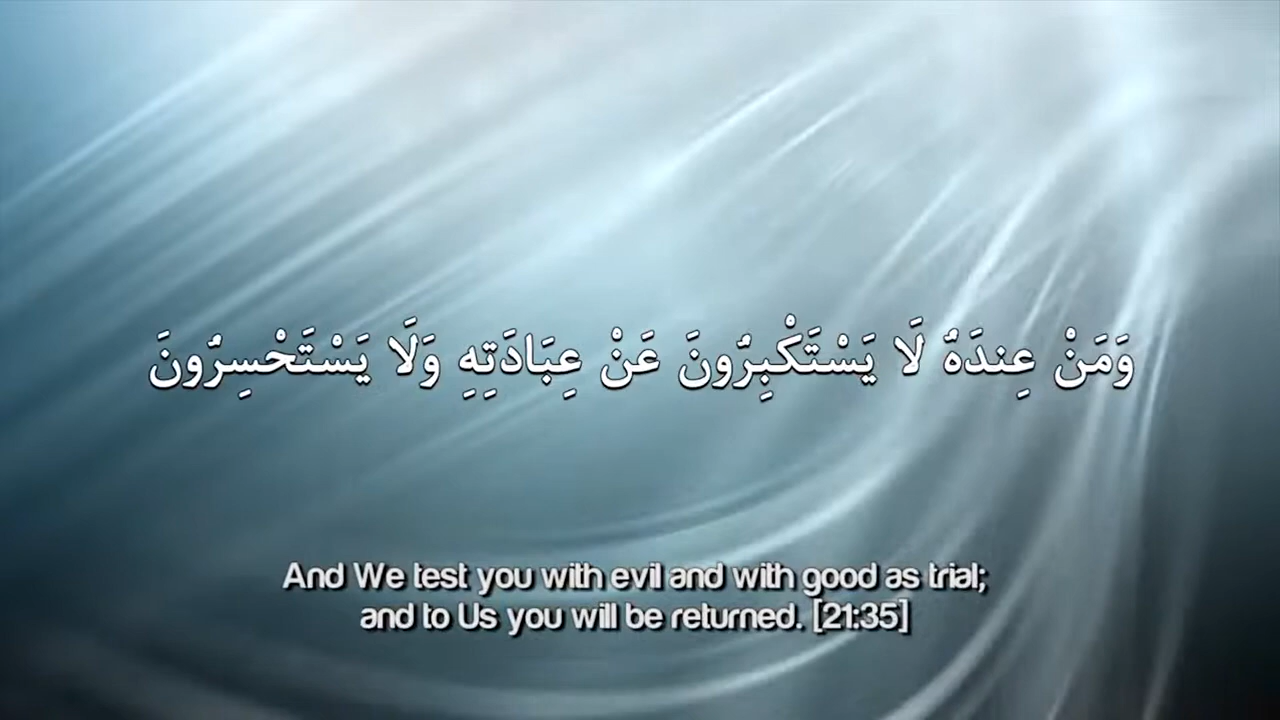 وَمَنْ عِندَهُ لَا يَسْتَكْبِرُونَ عَنْ عِبَادَتِهِ وَلَا يَسْتَحْسِرُونَ
And We test you with evil and with good as trial;
and to Us you will be returned. [21:35]